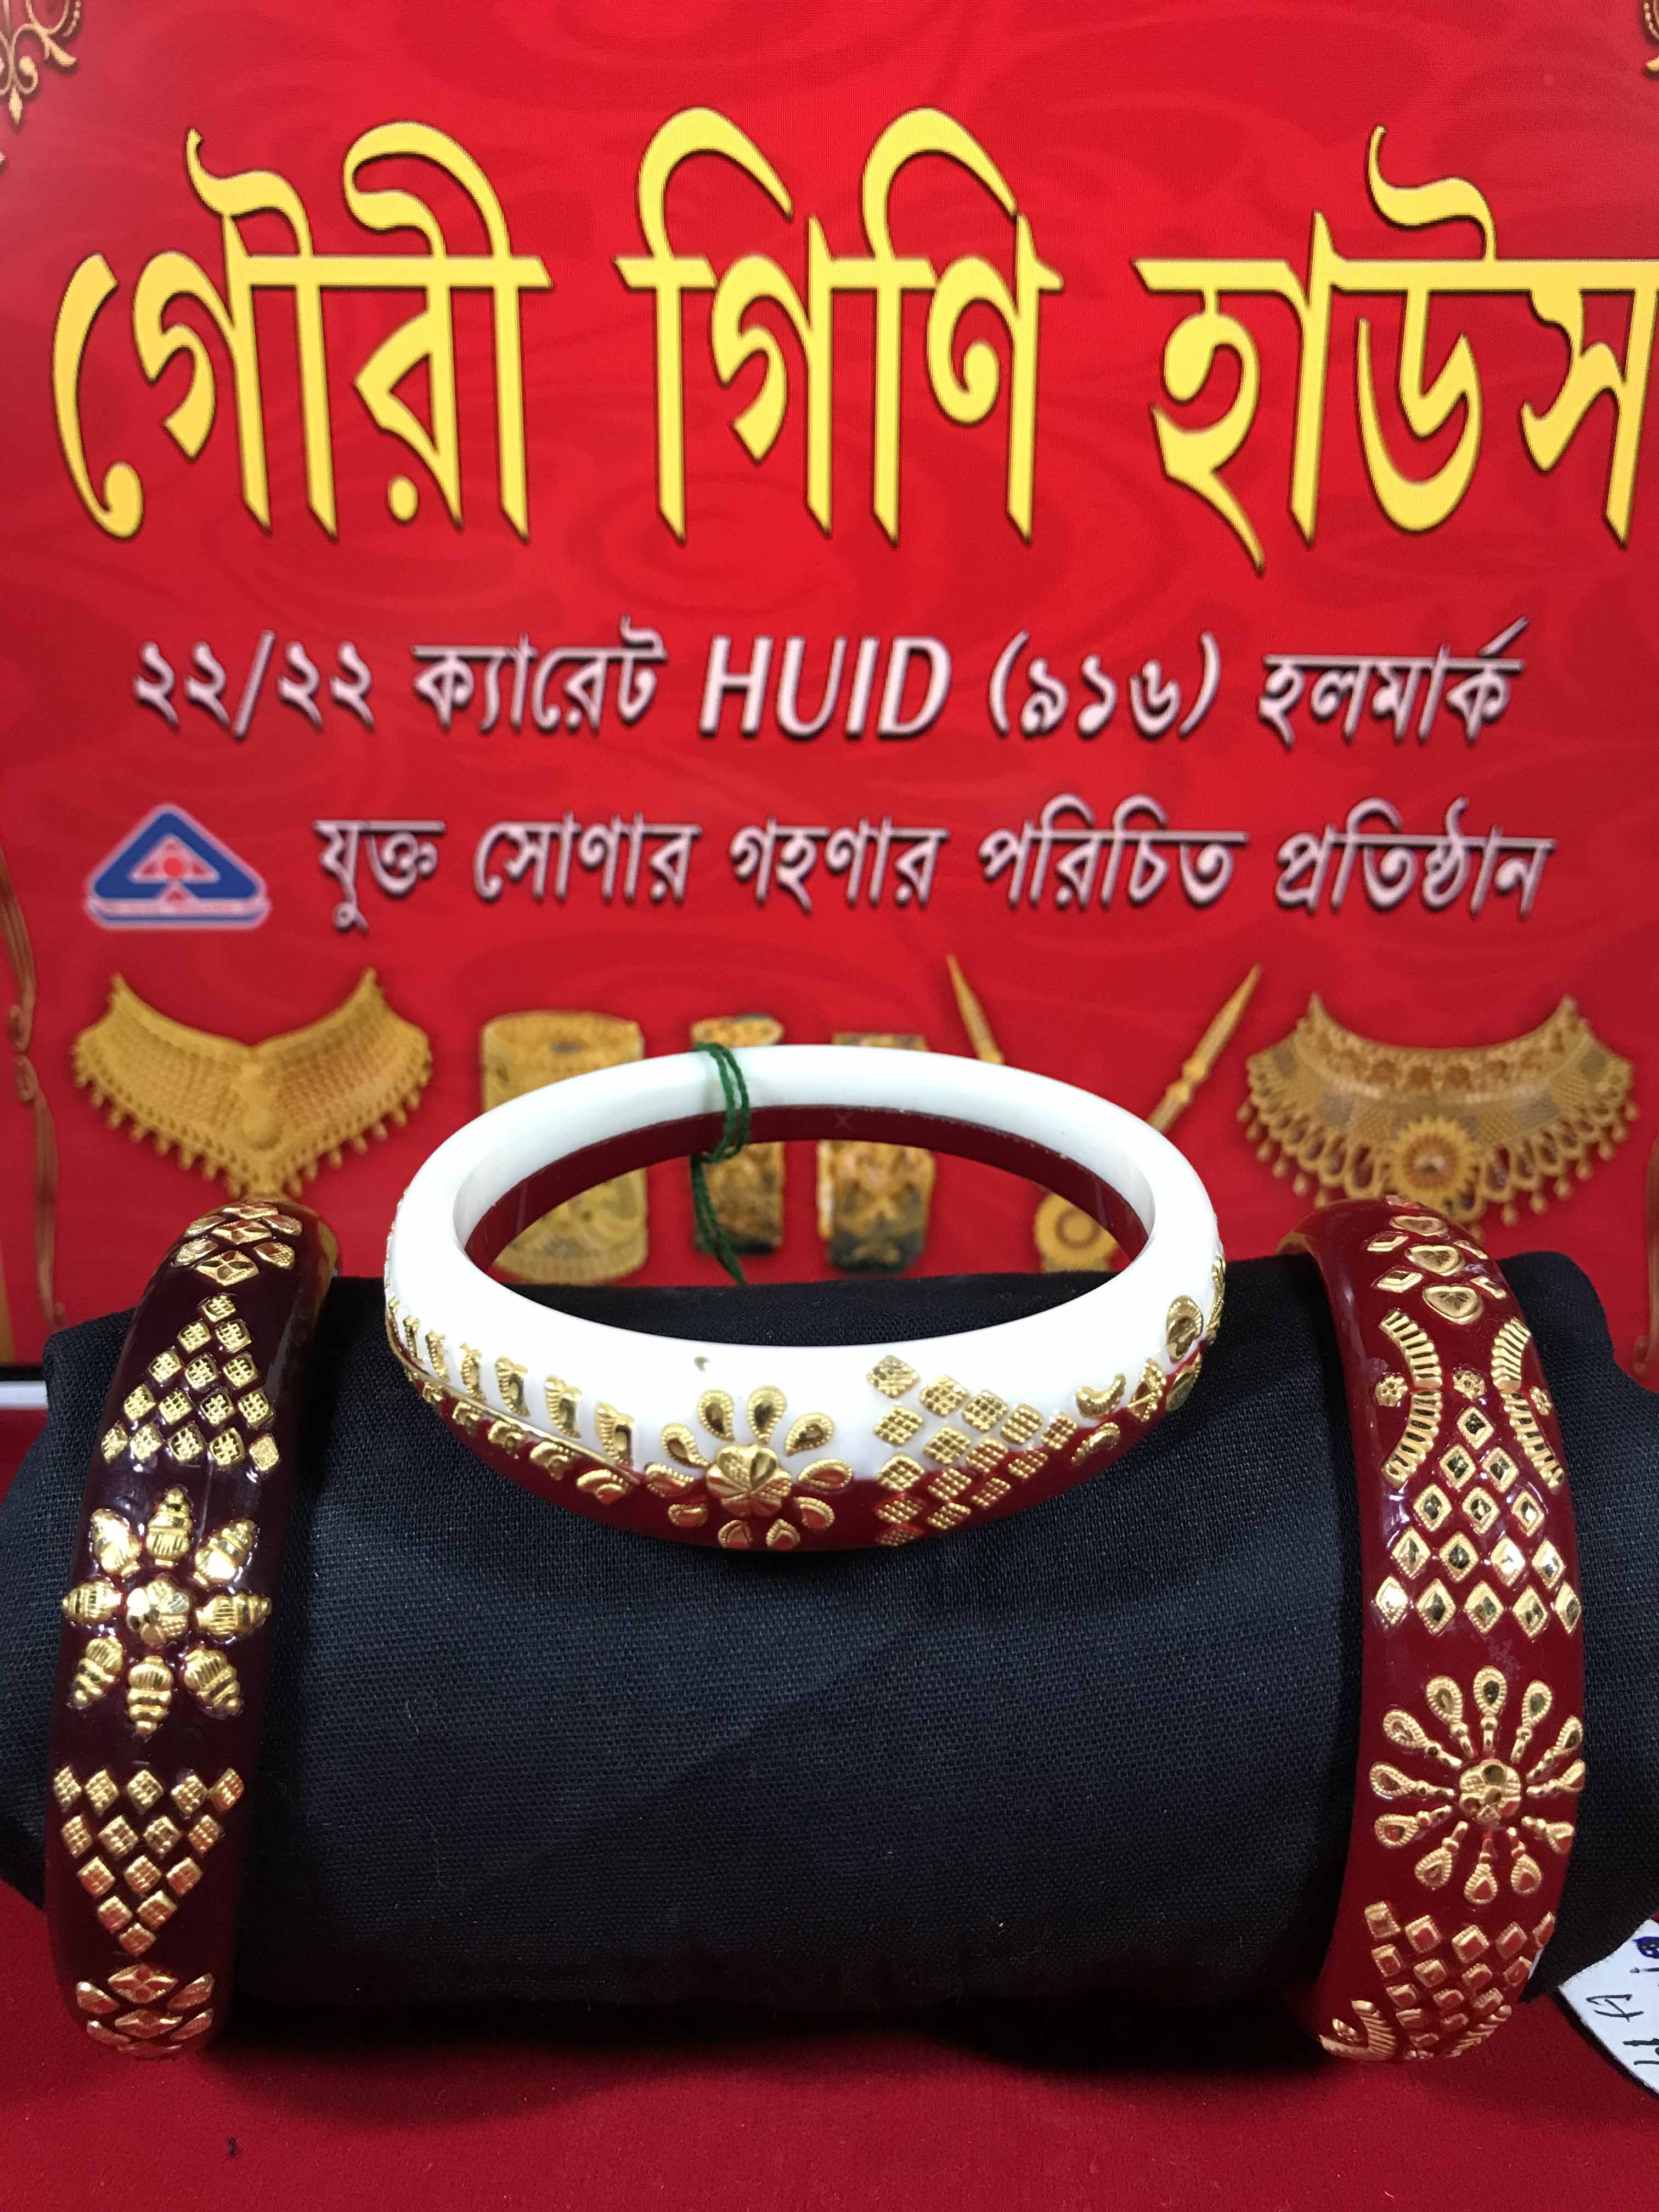 গৌরী গিণি হাউস
২২/২২ ক্যারেট HUID (৯১৬) হলমার্ক
যুক্ত সোণার গহণার পরিচিত প্রতিষ্ঠান